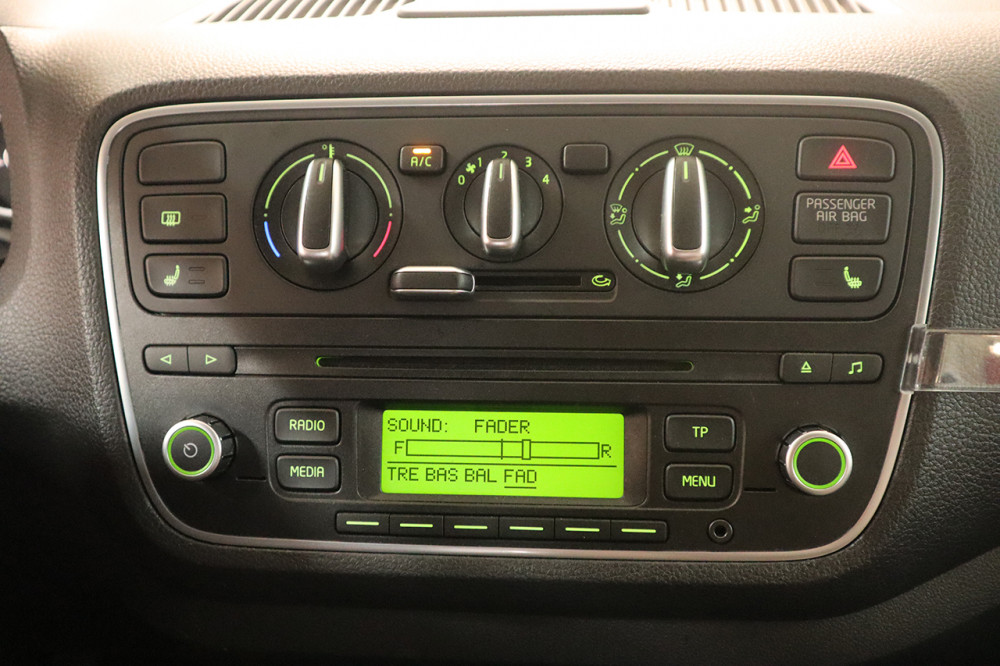 A/C
0 1 2 3 4
PASSENGER
AIR BAG
RADIO
MEDIA
SOUND: FADER
F R
TRE BAS BAL FAD
TP
MENU